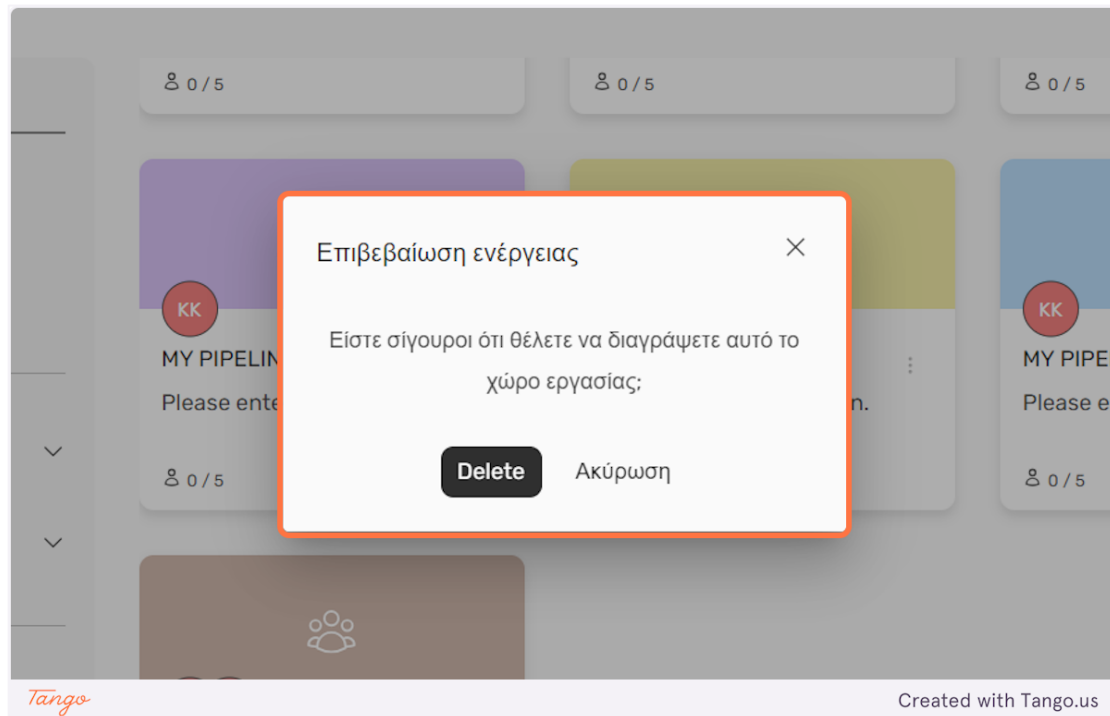 0 / 5
0 / 5
0 / 5
Επιβεβαίωση ενέργειας
Είστε σίγουροι ότι θέλετε να διαγράψετε αυτό το
χώρο εργασίας;
Delete
Ακύρωση
KK
MY PIPELIN
Please ente
0 / 5
n.
KK
MY PIPE
Please e
0 / 5
Tango
Created with Tango.us